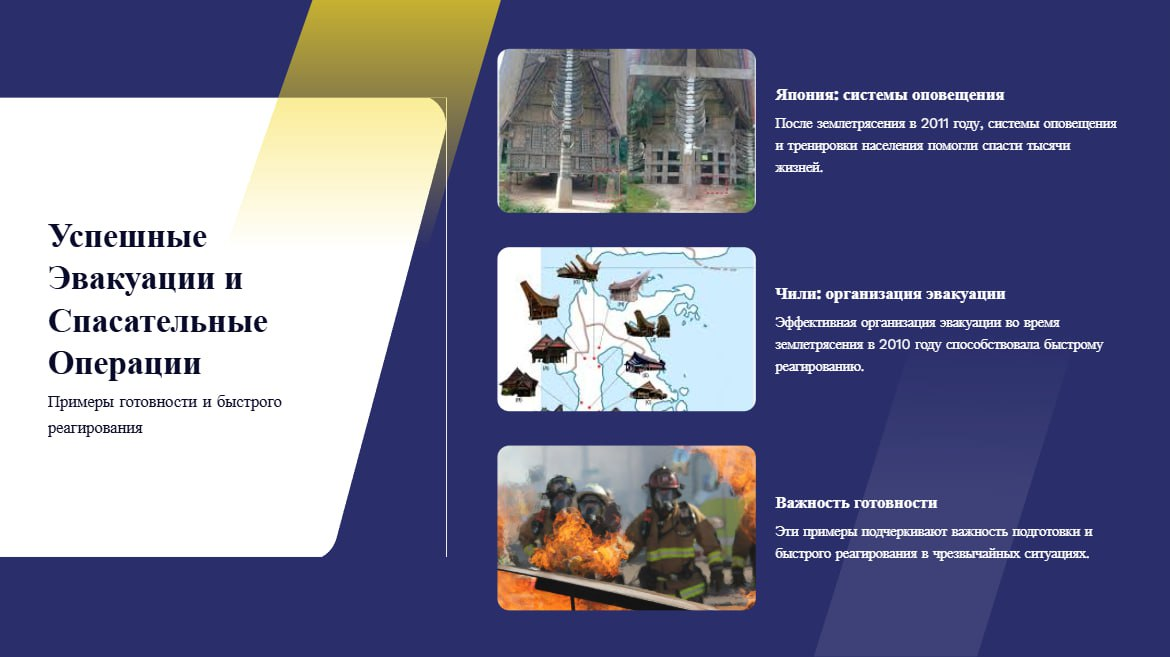 Успешные
Эвакуации и
Спасательные
Операции
Примеры готовности и быстрого
реагирования
Япония: системы оповещения
После землетрясения в 2011 году, системы оповещения
и тренировки населения помогли спасти тысячи
жизней.
Чили: организация эвакуации
Эффективная организация эвакуации во время
землетрясения в 2010 году способствовала быстрому
реагированию.
Важность готовности
Эти примеры подчеркивают важность подготовки и
быстрого реагирования в чрезвычайных ситуациях.